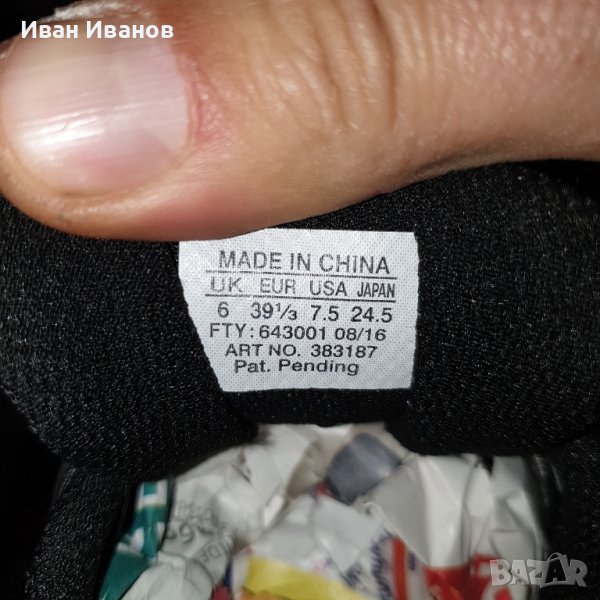 Иван Иванов
MADE IN CHINA
UK EUR USA JAPAN
6 39⅓ 7.5 24.5
FTY: 643001 08/16
ART NO. 383187
Pat. Pending
BAZAR